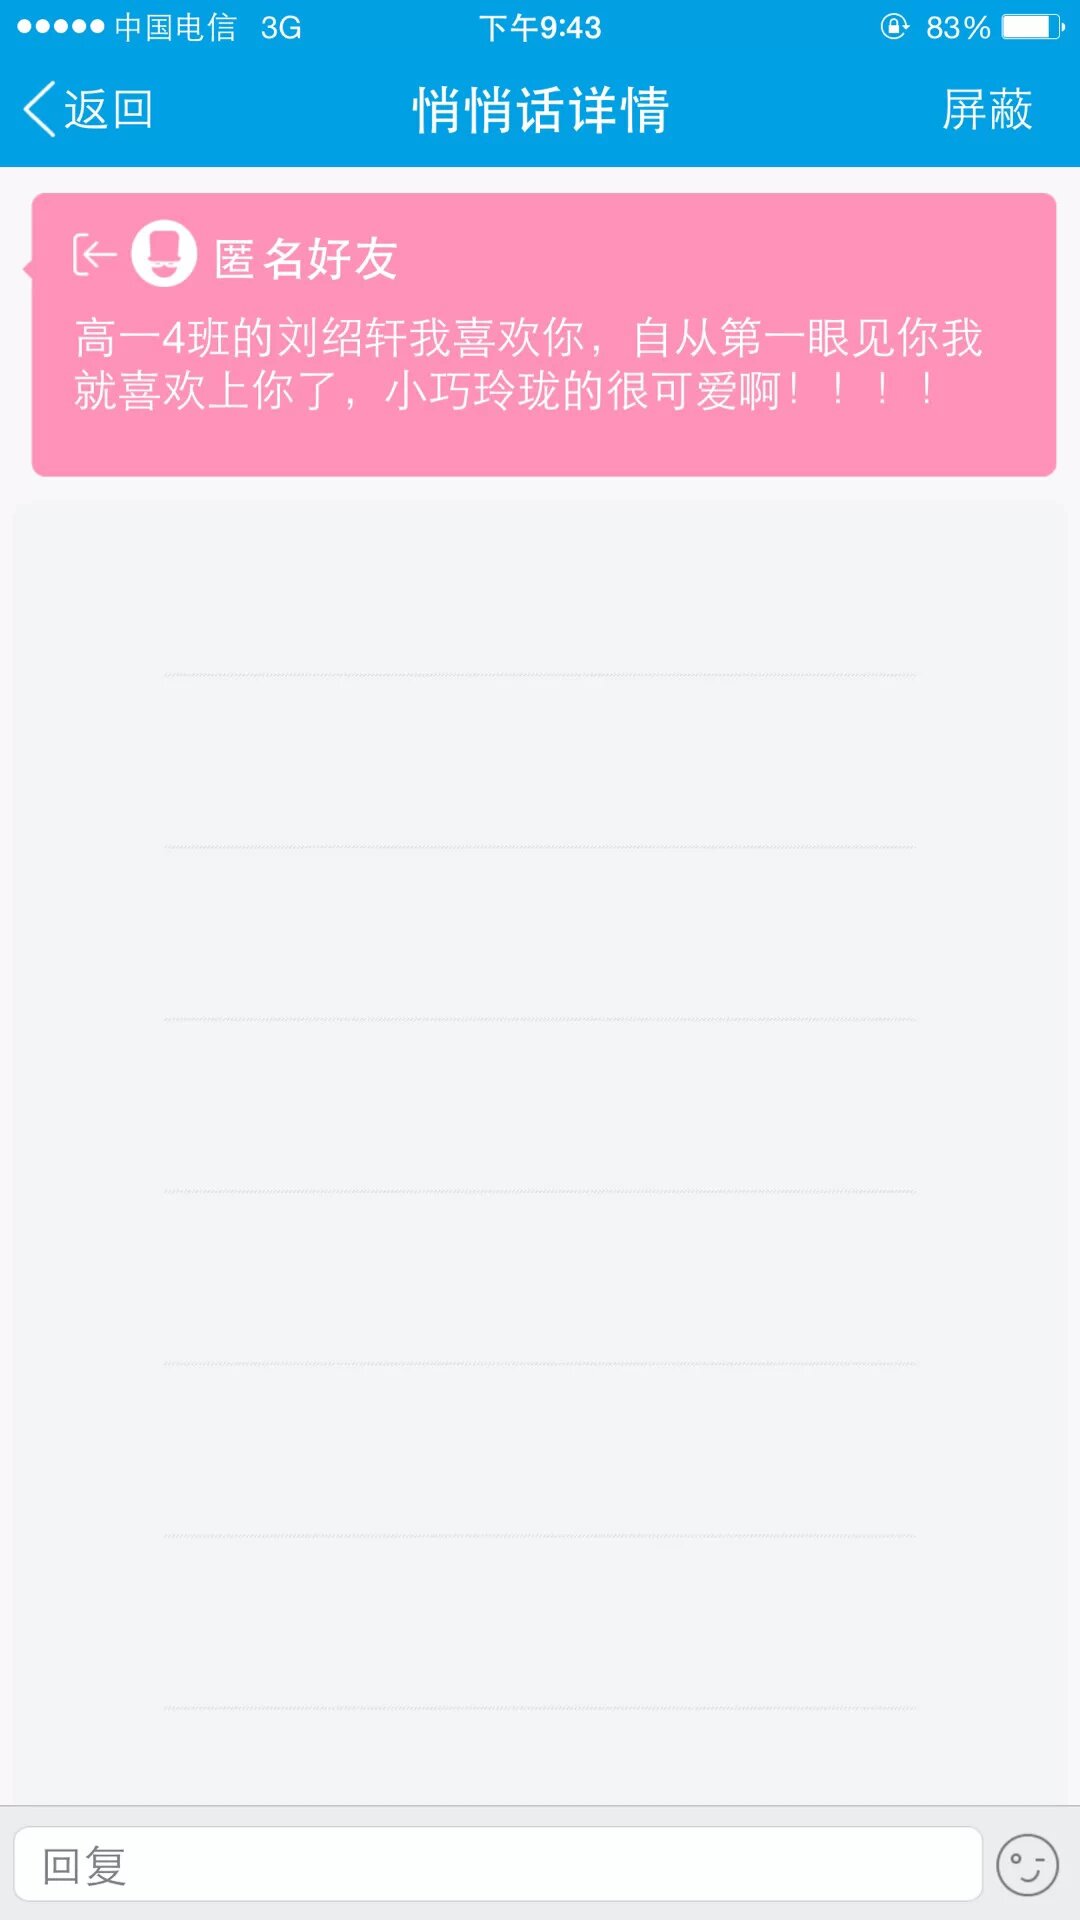 中国电信 3G 下午9:43 83%
返回 悄悄话详情 屏蔽
匿名好友
高一4班的刘绍轩我喜欢你，自从第一眼见你我
就喜欢上你了，小巧玲珑的很可爱啊！！！！
回复